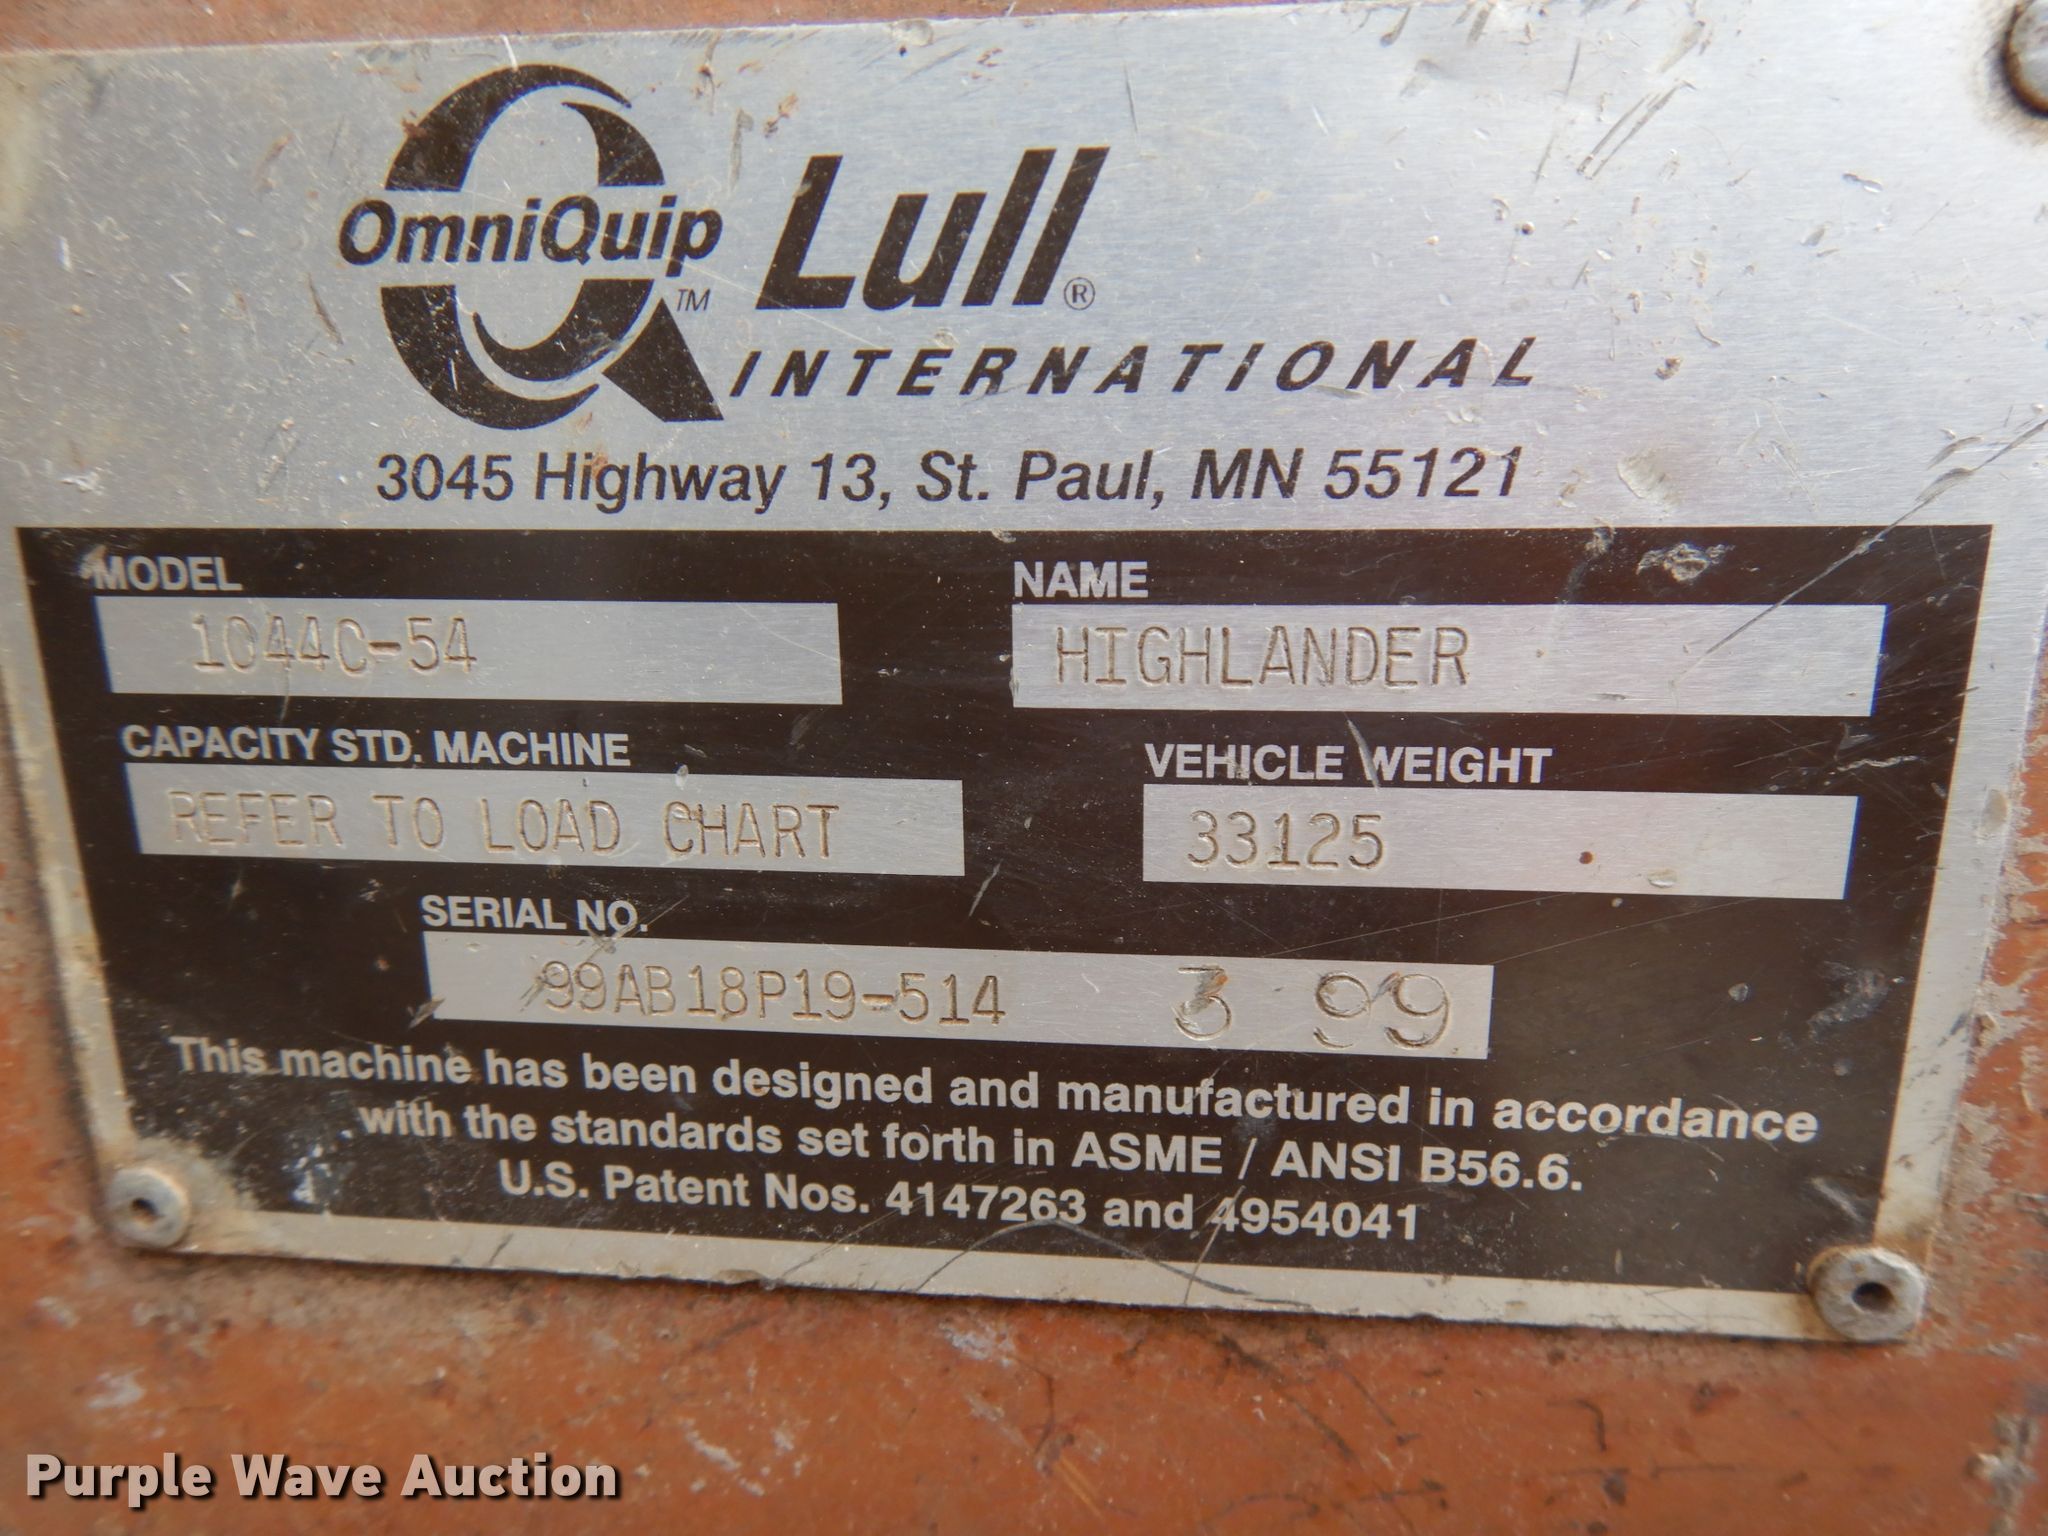 OmniQuip™ Lull®
INTERNATIONAL
3045 Highway 13, St. Paul, MN 55121
MODEL NAME
1044C-54 HIGHLANDER
CAPACITY STD. MACHINE VEHICLE WEIGHT
REFER TO LOAD CHART 33125
SERIAL NO.
99AB18P19-514 3 99
This machine has been designed and manufactured in accordance
with the standards set forth in ASME / ANSI B56.6.
U.S. Patent Nos. 4147263 and 4954041
Purple Wave Auction